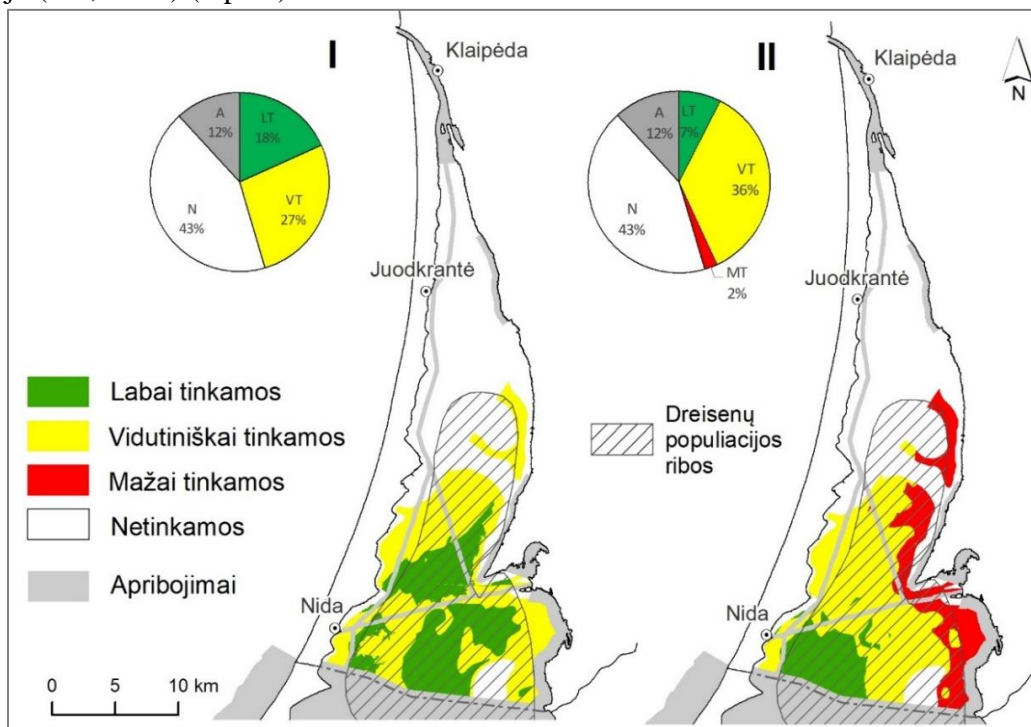 I
Klaipėda
A
12%
LT
18%
VT
27%
N
43%
Juodkrantė
Nida
Labai tinkamos
Vidutiniškai tinkamos
Mažai tinkamos
Netinkamos
Apribojimai
0 5 10 km
II
Klaipėda
N
A
12%
LT
7%
VT
36%
N
43%
MT
2%
Juodkrantė
Dreisenų
populiacijos
ribos
Nida